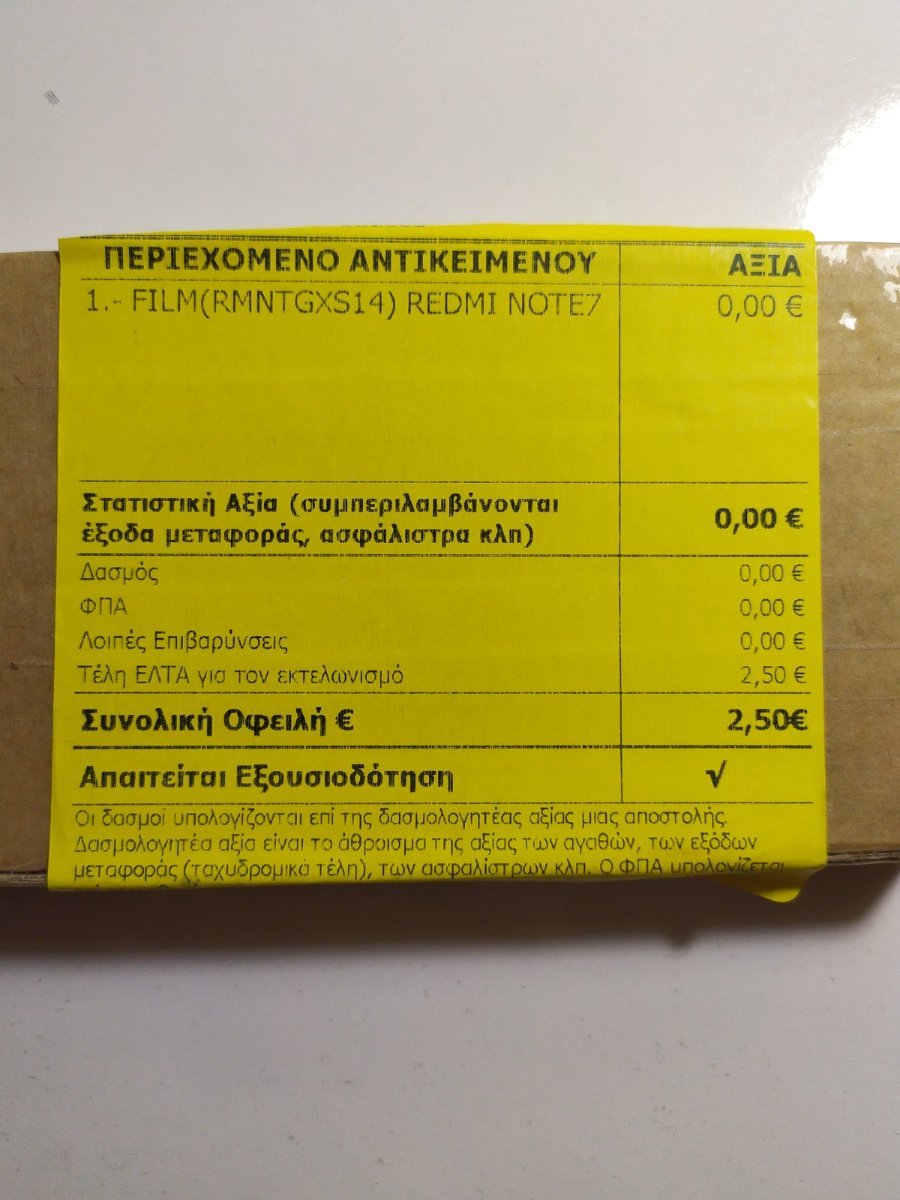 ΠΕΡΙΕΧΟΜΕΝΟ ΑΝΤΙΚΕΙΜΕΝΟΥ ΑΞΙΑ
1.- FILM(RMNTGXS14) REDMI NOTE7 0,00 €
Στατιστική Αξία (συμπεριλαμβάνονται
έξοδα μεταφοράς, ασφάλιστρα κλπ) 0,00 €
Δασμός 0,00 €
ΦΠΑ 0,00 €
Λοιπές Επιβαρύνσεις 0,00 €
Τέλη ΕΛΤΑ για τον εκτελωνισμό 2,50 €
Συνολική Οφειλή € 2,50€
Απαιτείται Εξουσιοδότηση √
Οι δασμοί υπολογίζονται επί της δασμολογητέας αξίας μιας αποστολής.
Δασμολογητέα αξία είναι το άθροισμα της αξίας των αγαθών, των εξόδων
μεταφοράς (ταχυδρομικά τέλη), των ασφαλίστρων κλπ. Ο ΦΠΑ υπολογίζεται